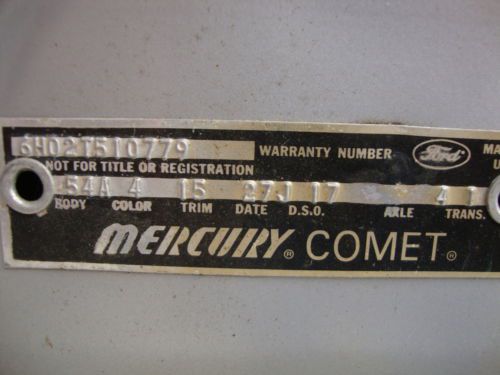 6H02T510779 WARRANTY NUMBER Ford MA
NOT FOR TITLE OR REGISTRATION
54A 4 15 27J 17 4 1
BODY COLOR TRIM DATE D.S.O. AXLE TRANS.
MERCURY® COMET®